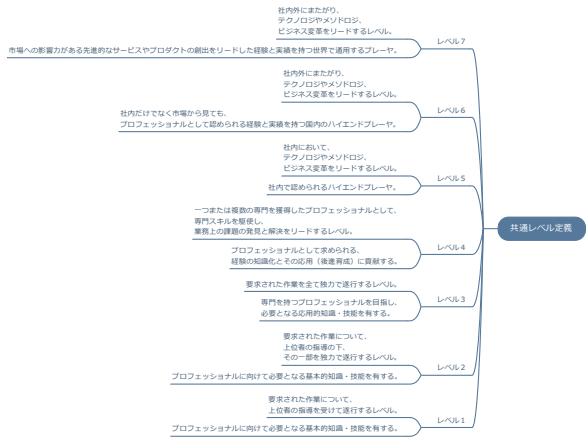 共通レベル定義
レベル7
社内外にまたがり、
テクノロジやメソドロジ、
ビジネス変革をリードするレベル。
市場への影響力がある先進的なサービスやプロダクトの創出をリードした経験と実績を持つ世界で通用するプレーヤ。
レベル6
社内外にまたがり、
テクノロジやメソドロジ、
ビジネス変革をリードするレベル。
社内だけでなく市場から見ても、
プロフェッショナルとして認められる経験と実績を持つ国内のハイエンドプレーヤ。
レベル5
社内において、
テクノロジやメソドロジ、
ビジネス変革をリードするレベル。
社内で認められるハイエンドプレーヤ。
レベル4
一つまたは複数の専門を獲得したプロフェッショナルとして、
専門スキルを駆使し、
業務上の課題の発見と解決をリードするレベル。
プロフェッショナルとして求められる、
経験の知識化とその応用（後進育成）に貢献する。
レベル3
要求された作業を全て独力で遂行するレベル。
専門を持つプロフェッショナルを目指し、
必要となる応用的知識・技能を有する。
レベル2
要求された作業について、
上位者の指導の下、
その一部を独力で遂行するレベル。
プロフェッショナルに向けて必要となる基本的知識・技能を有する。
レベル1
要求された作業について、
上位者の指導を受けて遂行するレベル。
プロフェッショナルに向けて必要となる基本的知識・技能を有する。